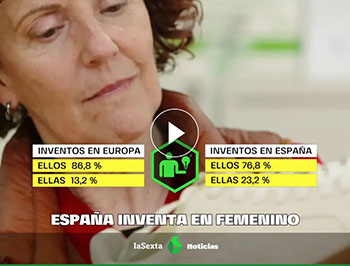 INVENTOS EN EUROPA
ELLOS 86,8 %
ELLAS 13,2 %
INVENTOS EN ESPAÑA
ELLOS 76,8 %
ELLAS 23,2 %
ESPAÑA INVENTA EN FEMENINO
laSexta Noticias